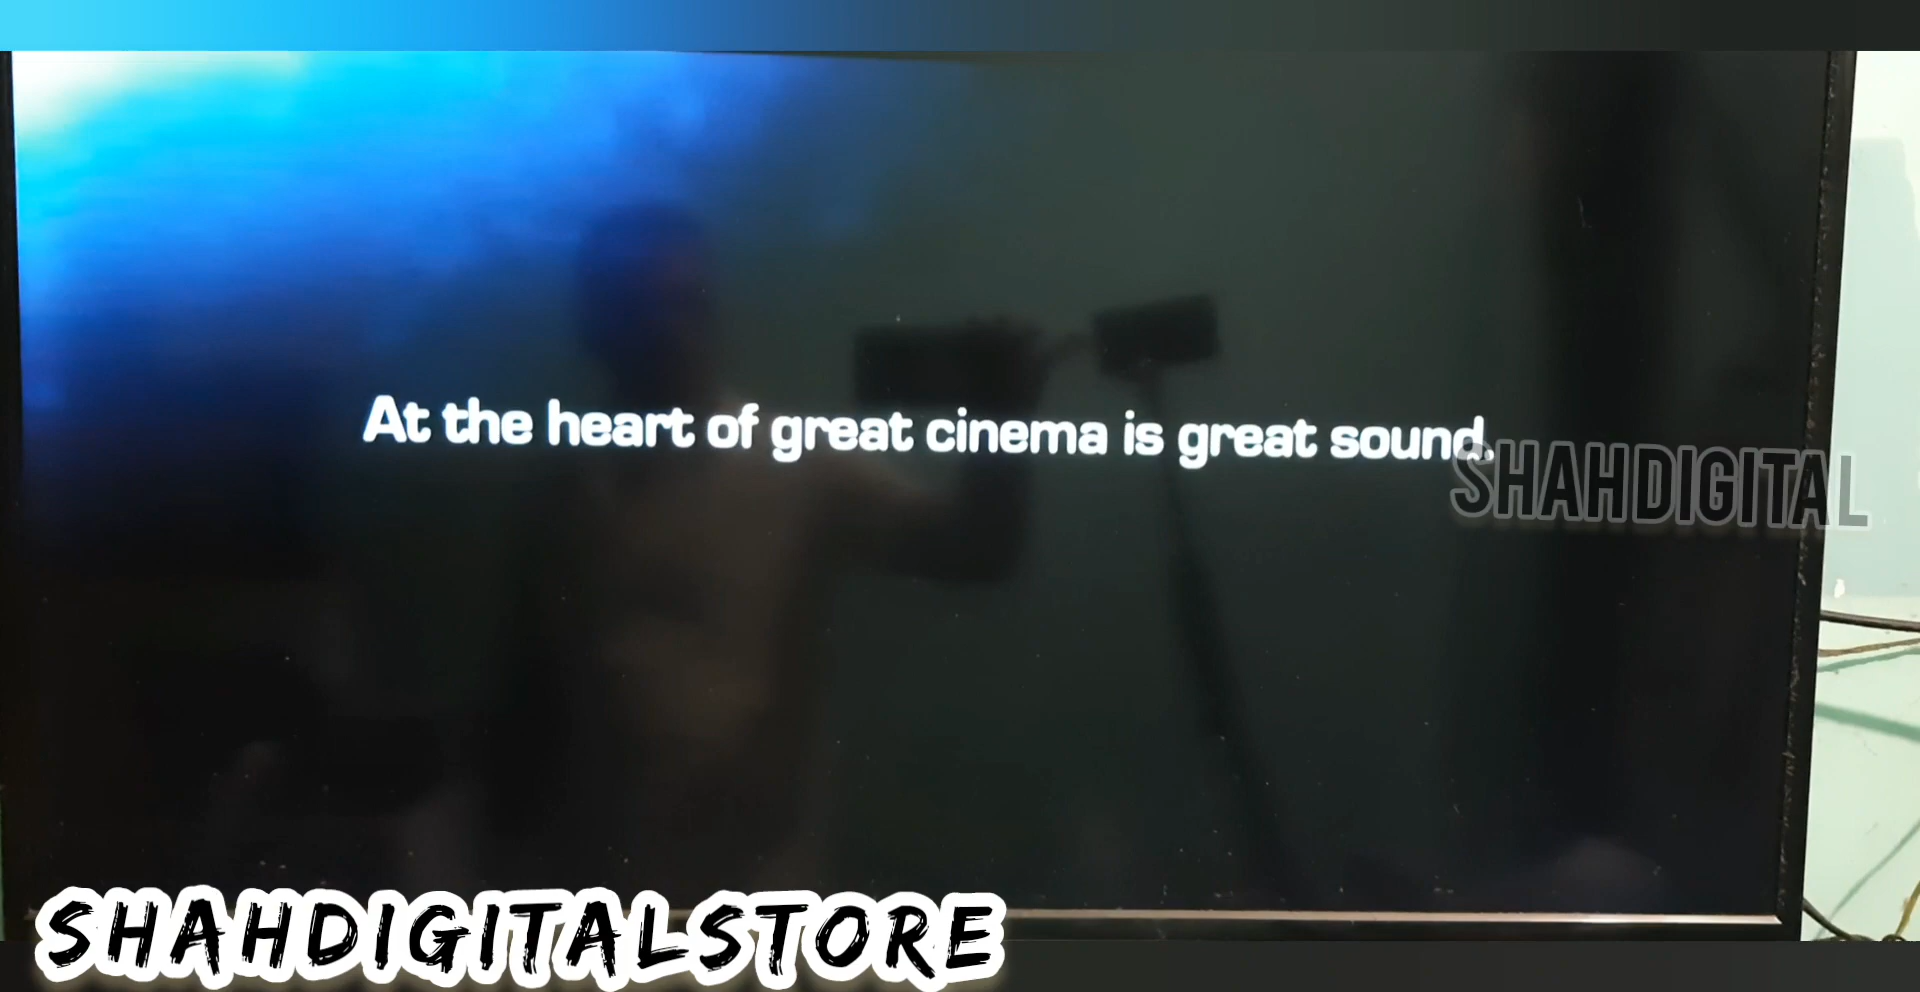 At the heart of great cinema is great sound.
SHAHDIGITAL
SHAHDIGITALSTORE